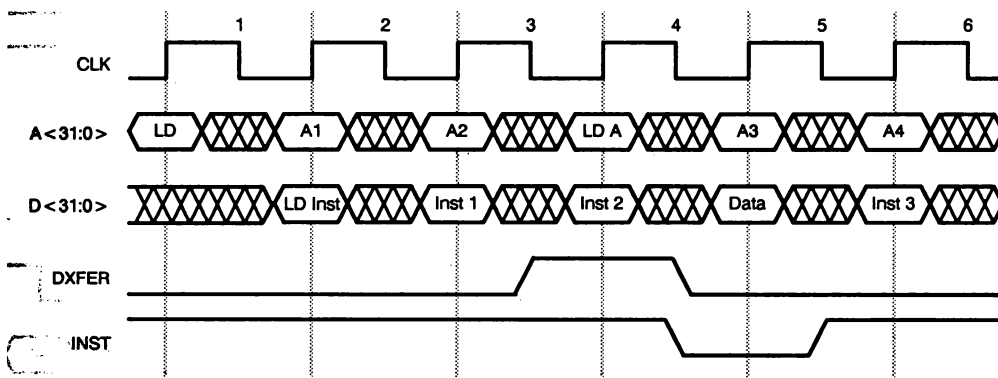 1 2 3 4 5 6
CLK
A<31:0> LD A1 A2 LD A A3 A4
D<31:0> LD Inst Inst 1 Inst 2 Data Inst 3
DXFER
INST